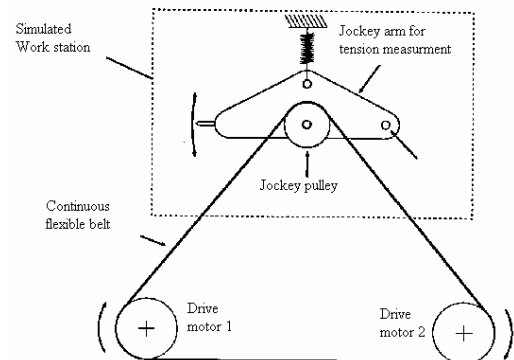 Simulated
Work station
Jockey arm for
tension measurment
Jockey pulley
Continuous
flexible belt
Drive
motor 1
Drive
motor 2